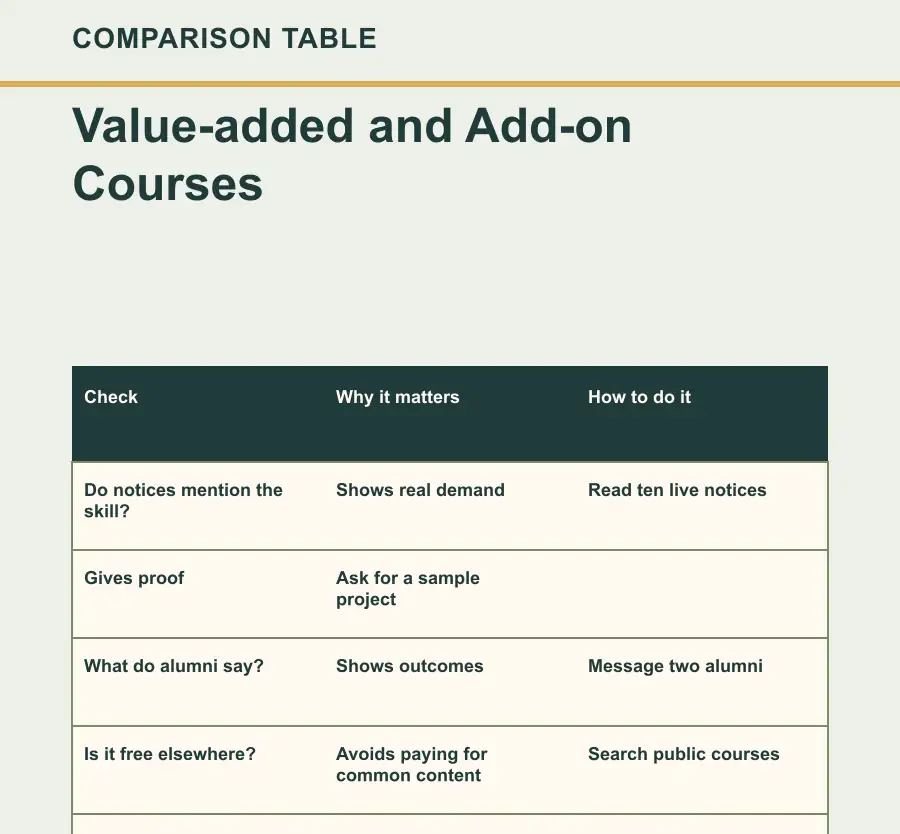 COMPARISON TABLE
Value-added and Add-on
Courses
Check Why it matters How to do it
Do notices mention the
skill? Shows real demand Read ten live notices
Gives proof Ask for a sample
project
What do alumni say? Shows outcomes Message two alumni
Is it free elsewhere? Avoids paying for
common content Search public courses